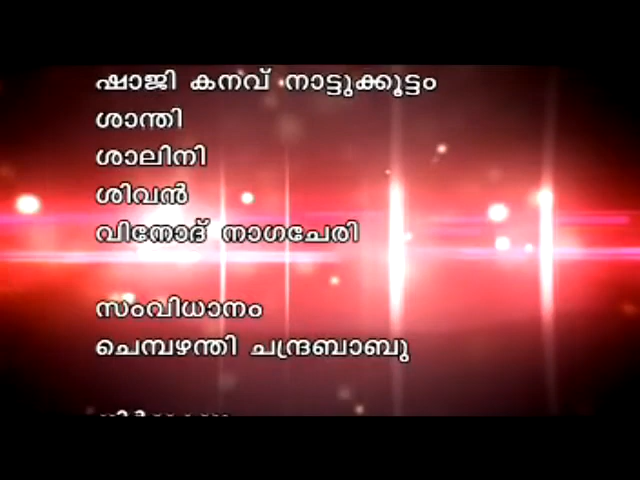 ഷാജി കനവ് നാട്ടുക്കൂട്ടം
ശാന്തി
ശാലിനി
ശിവൻ
വിനോദ് നാഗചേരി
സംവിധാനം
ചെമ്പഴന്തി ചന്ദ്രബാബു